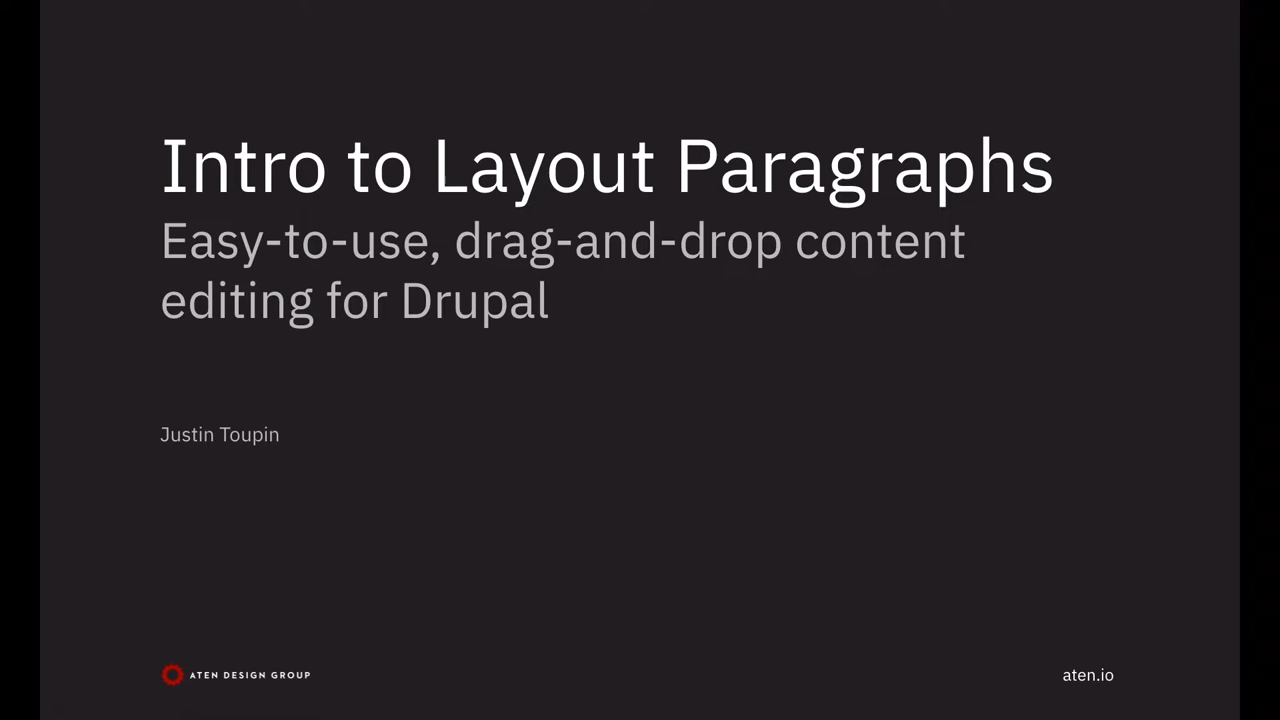 Intro to Layout Paragraphs
Easy-to-use, drag-and-drop content
editing for Drupal
Justin Toupin
ATEN DESIGN GROUP
aten.io